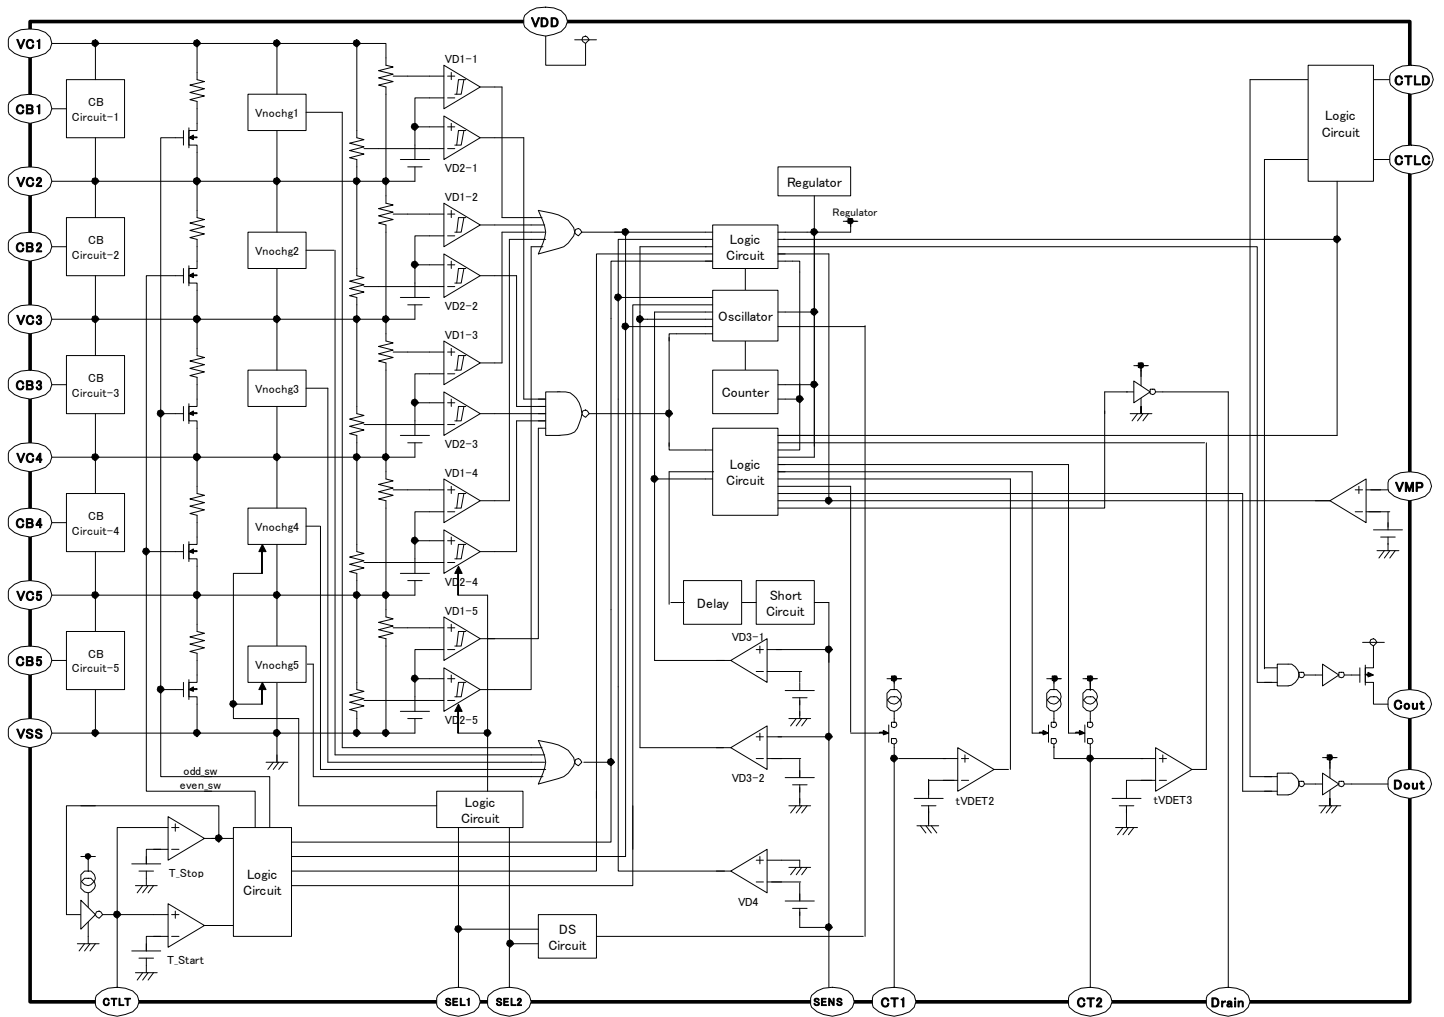 VDD
VC1
VD1-1
CTLD
CB1
CB
Circuit-1
Vnochg1
Logic
Circuit
CTLC
VD2-1
VC2
Regulator
VD1-2
Regulator
CB2
CB
Circuit-2
Vnochg2
Logic
Circuit
VD2-2
VC3
Oscillator
VD1-3
CB3
CB
Circuit-3
Vnochg3
Counter
VD2-3
VC4
VD1-4
Logic
Circuit
VMP
CB4
CB
Circuit-4
Vnochg4
VD2-4
VC5
Delay
Short
Circuit
VD1-5
VD3-1
CB5
CB
Circuit-5
Vnochg5
Cout
VD2-5
VSS
odd_sw
even_sw
VD3-2
Dout
Logic
Circuit
tVDET2
tVDET3
T_Stop
Logic
Circuit
VD4
DS
Circuit
T_Start
CTLT
SEL1
SEL2
SENS
CT1
CT2
Drain